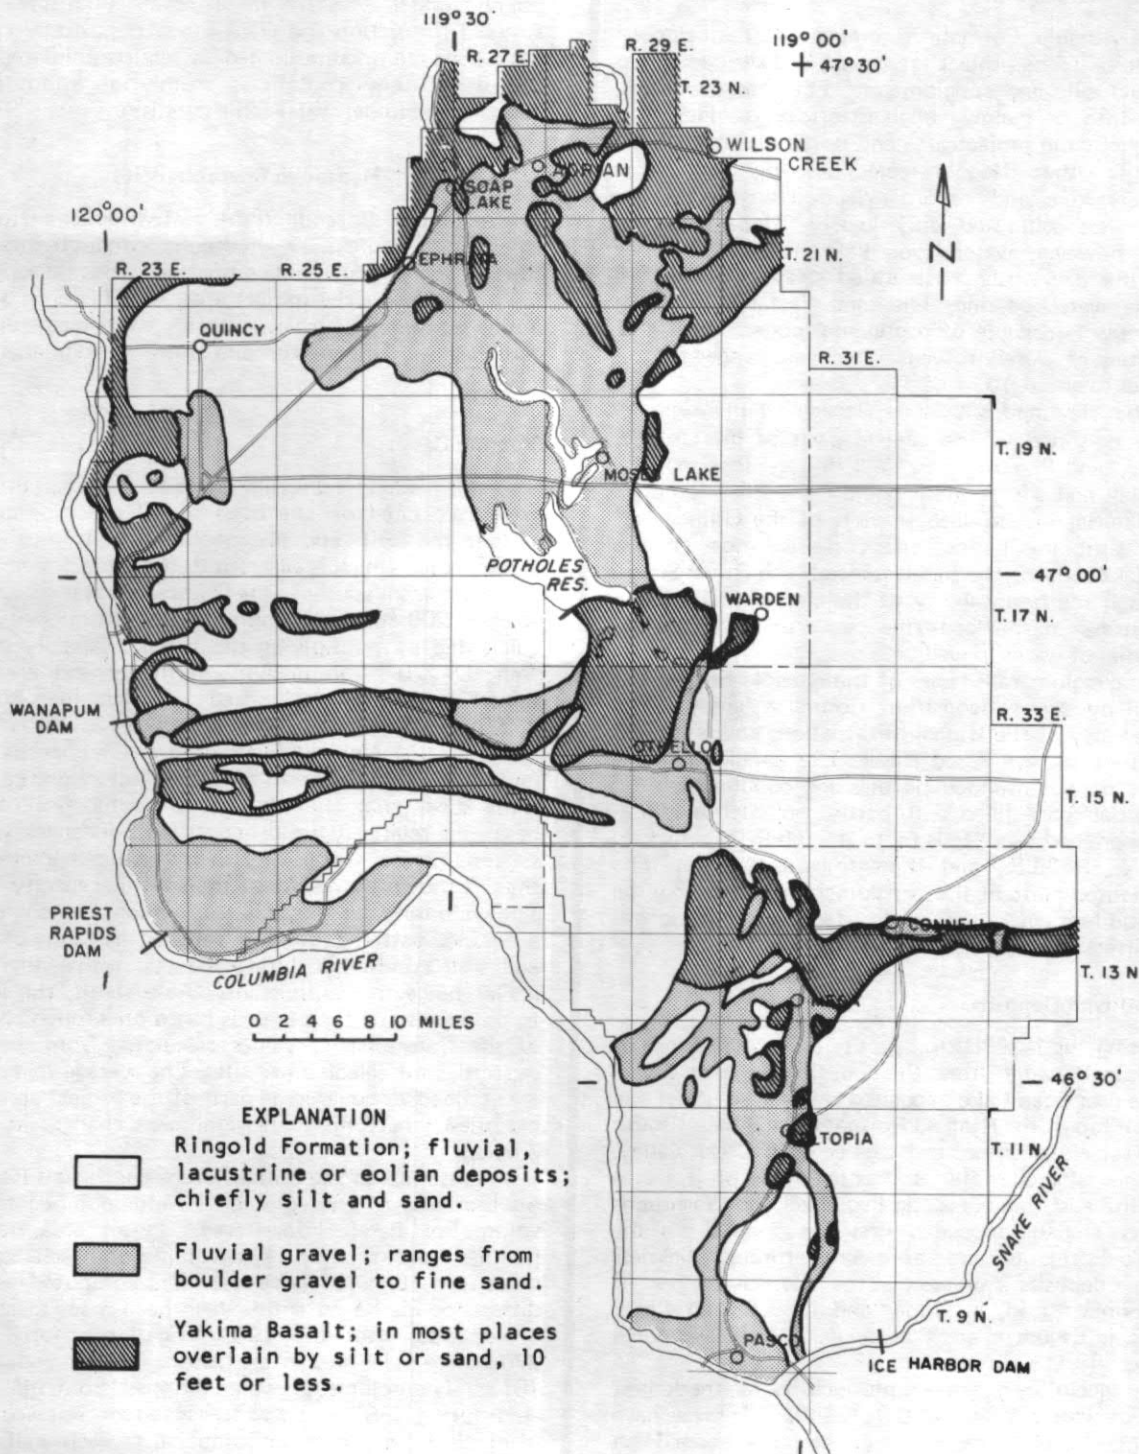 119° 30'
R. 27 E.
R. 29 E.
119° 00'
47° 30'
T. 23 N.
WILSON
CREEK
ADRIAN
SOAP
LAKE
N
120° 00'
EPHRATA
T. 21 N.
R. 23 E.
R. 25 E.
QUINCY
R. 31 E.
T. 19 N.
MOSES LAKE
POTHOLES
RES.
47° 00'
WARDEN
T. 17 N.
WANAPUM
DAM
R. 33 E.
OTHELLO
T. 15 N.
PRIEST
RAPIDS
DAM
CONNELL
COLUMBIA RIVER
T. 13 N
MESA
0 2 4 6 8 10 MILES
46° 30'
EXPLANATION
Ringold Formation; fluvial,
lacustrine or eolian deposits;
chiefly silt and sand.
ELTOPIA
T. 11 N.
SNAKE RIVER
Fluvial gravel; ranges from
boulder gravel to fine sand.
T. 9 N.
Yakima Basalt; in most places
overlain by silt or sand, 10
feet or less.
PASCO
ICE HARBOR DAM